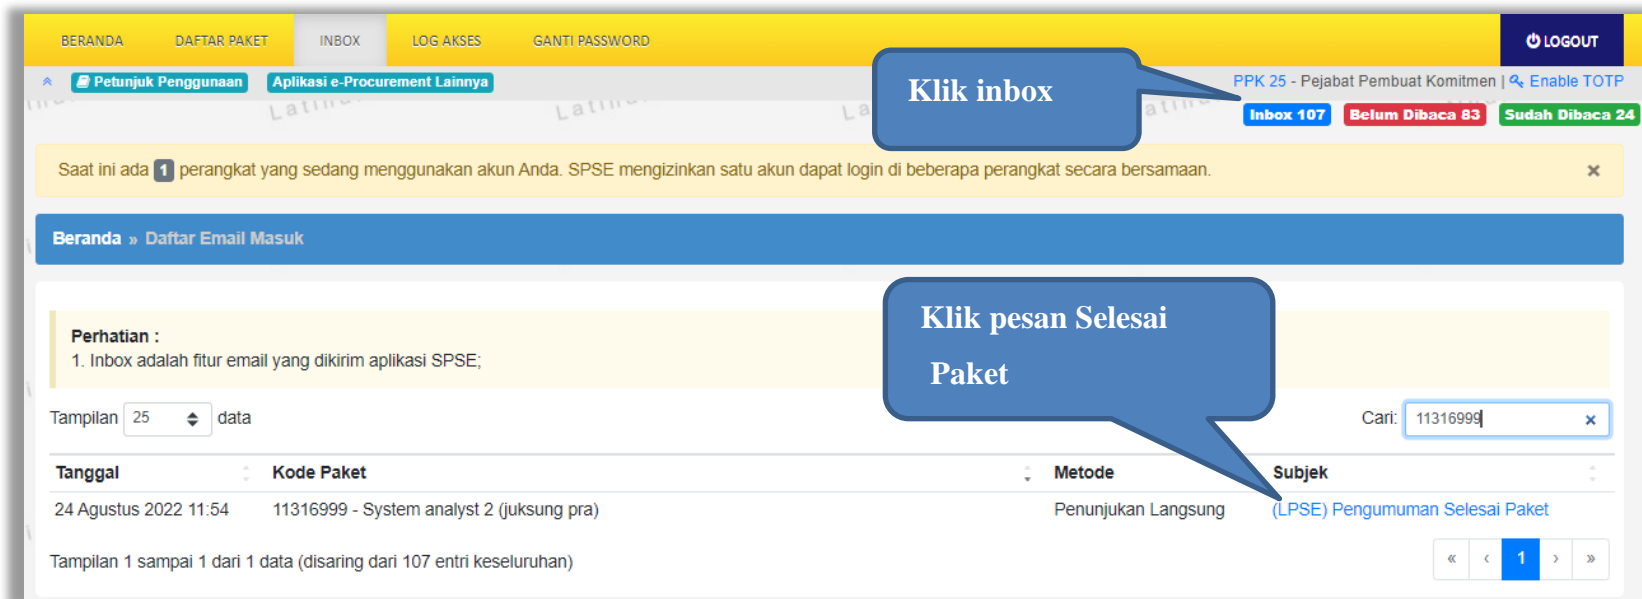 BERANDA DAFTAR PAKET INBOX LOG AKSES GANTI PASSWORD LOGOUT
Petunjuk Penggunaan Aplikasi e-Procurement Lainnya
PPK 25 - Pejabat Pembuat Komitmen | Enable TOTP
Klik inbox
Inbox 107 Belum Dibaca 83 Sudah Dibaca 24
Saat ini ada 1 perangkat yang sedang menggunakan akun Anda. SPSE mengizinkan satu akun dapat login di beberapa perangkat secara bersamaan. ×
Beranda » Daftar Email Masuk
Klik pesan Selesai
Paket
Perhatian :
1. Inbox adalah fitur email yang dikirim aplikasi SPSE;
Tampilan 25 data
Cari: 11316999 ×
Tanggal Kode Paket Metode Subjek
24 Agustus 2022 11:54 11316999 - System analyst 2 (juksung pra) Penunjukan Langsung (LPSE) Pengumuman Selesai Paket
Tampilan 1 sampai 1 dari 1 data (disaring dari 107 entri keseluruhan)
« ‹ 1 › »